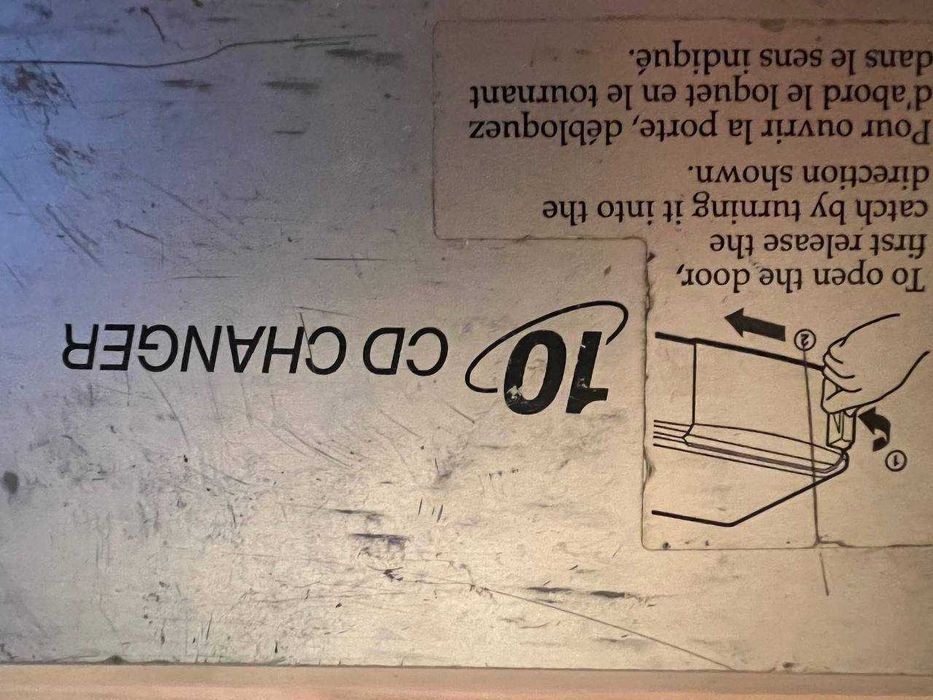 1
2
To open the door,
first release the
catch by turning it into the
direction shown.
Pour ouvrir la porte, débloquez
d'abord le loquet en le tournant
dans le sens indiqué.
10 CD CHANGER